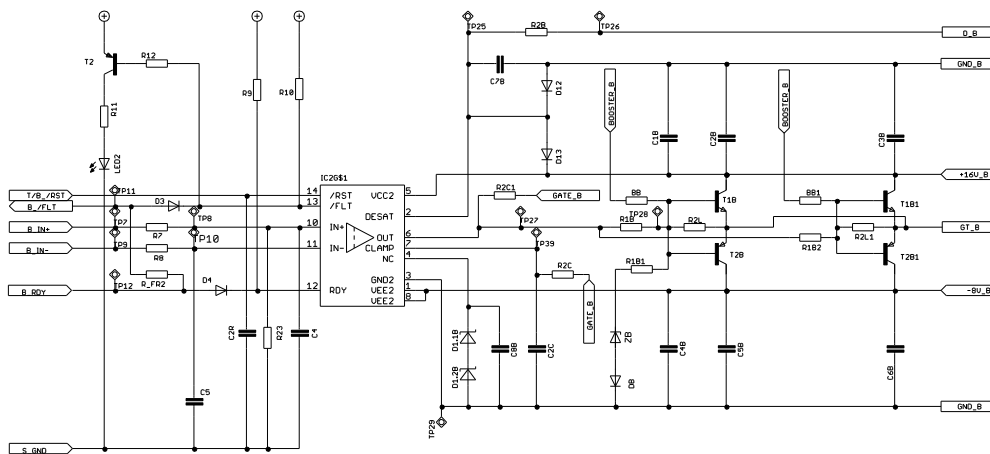 TP25
TP26
R2B
D_B
T2
R12
GND_B
C7B
D12
BOOSTER_B
BOOSTER_B
R9
R10
R11
C1B
C2B
C3B
D13
LED2
IC2G$1
T/B_/RST
TP11
14
/RST
VCC2
5
+16V_B
B_/FLT
D3
13
/FLT
R2C1
GATE_B
BB
BB1
TP8
DESAT
2
T1B
T1B1
B_IN+
TP7
R7
10
IN+
TP27
R1B
TP28
R2L
GT_B
TP10
OUT
6
TP39
R2L1
B_IN-
TP9
R8
11
IN-
CLAMP
7
R1B2
NC
4
R1B1
T2B
T2B1
R2C
GND2
3
B_RDY
TP12
R_FR2
D4
12
RDY
VEE2
1
-8V_B
VEE2
8
GATE_B
C2R
R23
C4
D1.1B
C8B
C2C
ZB
C4B
C5B
C6B
D1.2B
DB
C5
GND_B
TP29
S_GND